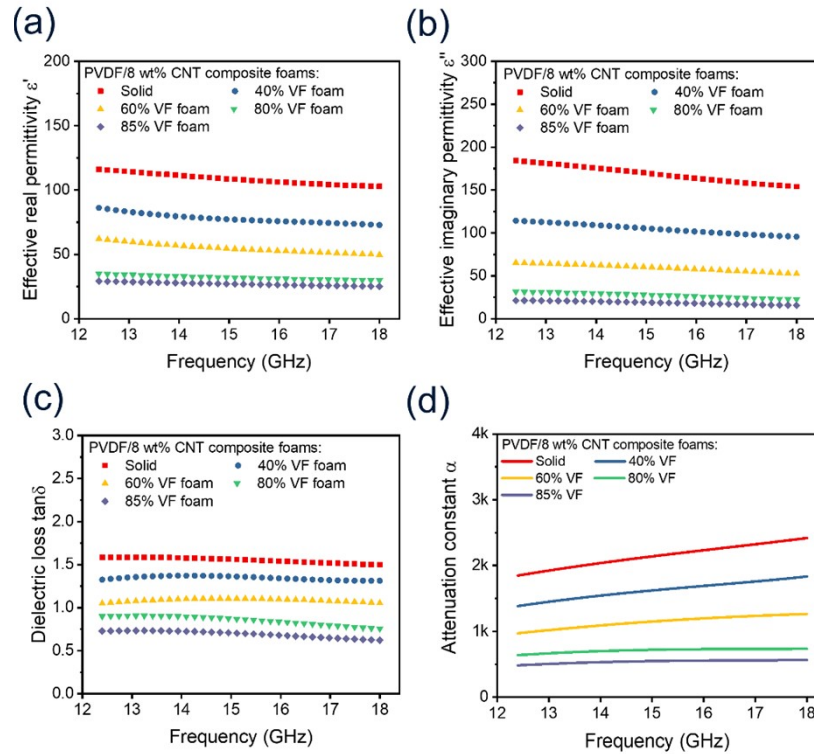 (a)
Effective real permittivity ε'
200
150
100
50
0
PVDF/8 wt% CNT composite foams:
Solid 40% VF foam
60% VF foam 80% VF foam
85% VF foam
12 13 14 15 16 17 18
Frequency (GHz)
(b)
Effective imaginary permittivity ε''
300
250
200
150
100
50
0
PVDF/8 wt% CNT composite foams:
Solid 40% VF foam
60% VF foam 80% VF foam
85% VF foam
12 13 14 15 16 17 18
Frequency (GHz)
(c)
Dielectric loss tanδ
3.0
2.5
2.0
1.5
1.0
0.5
0.0
PVDF/8 wt% CNT composite foams:
Solid 40% VF foam
60% VF foam 80% VF foam
85% VF foam
12 13 14 15 16 17 18
Frequency (GHz)
(d)
Attenuation constant α
4k
3k
2k
1k
0
PVDF/8 wt% CNT composite foams:
Solid 40% VF
60% VF 80% VF
85% VF
12 13 14 15 16 17 18
Frequency (GHz)